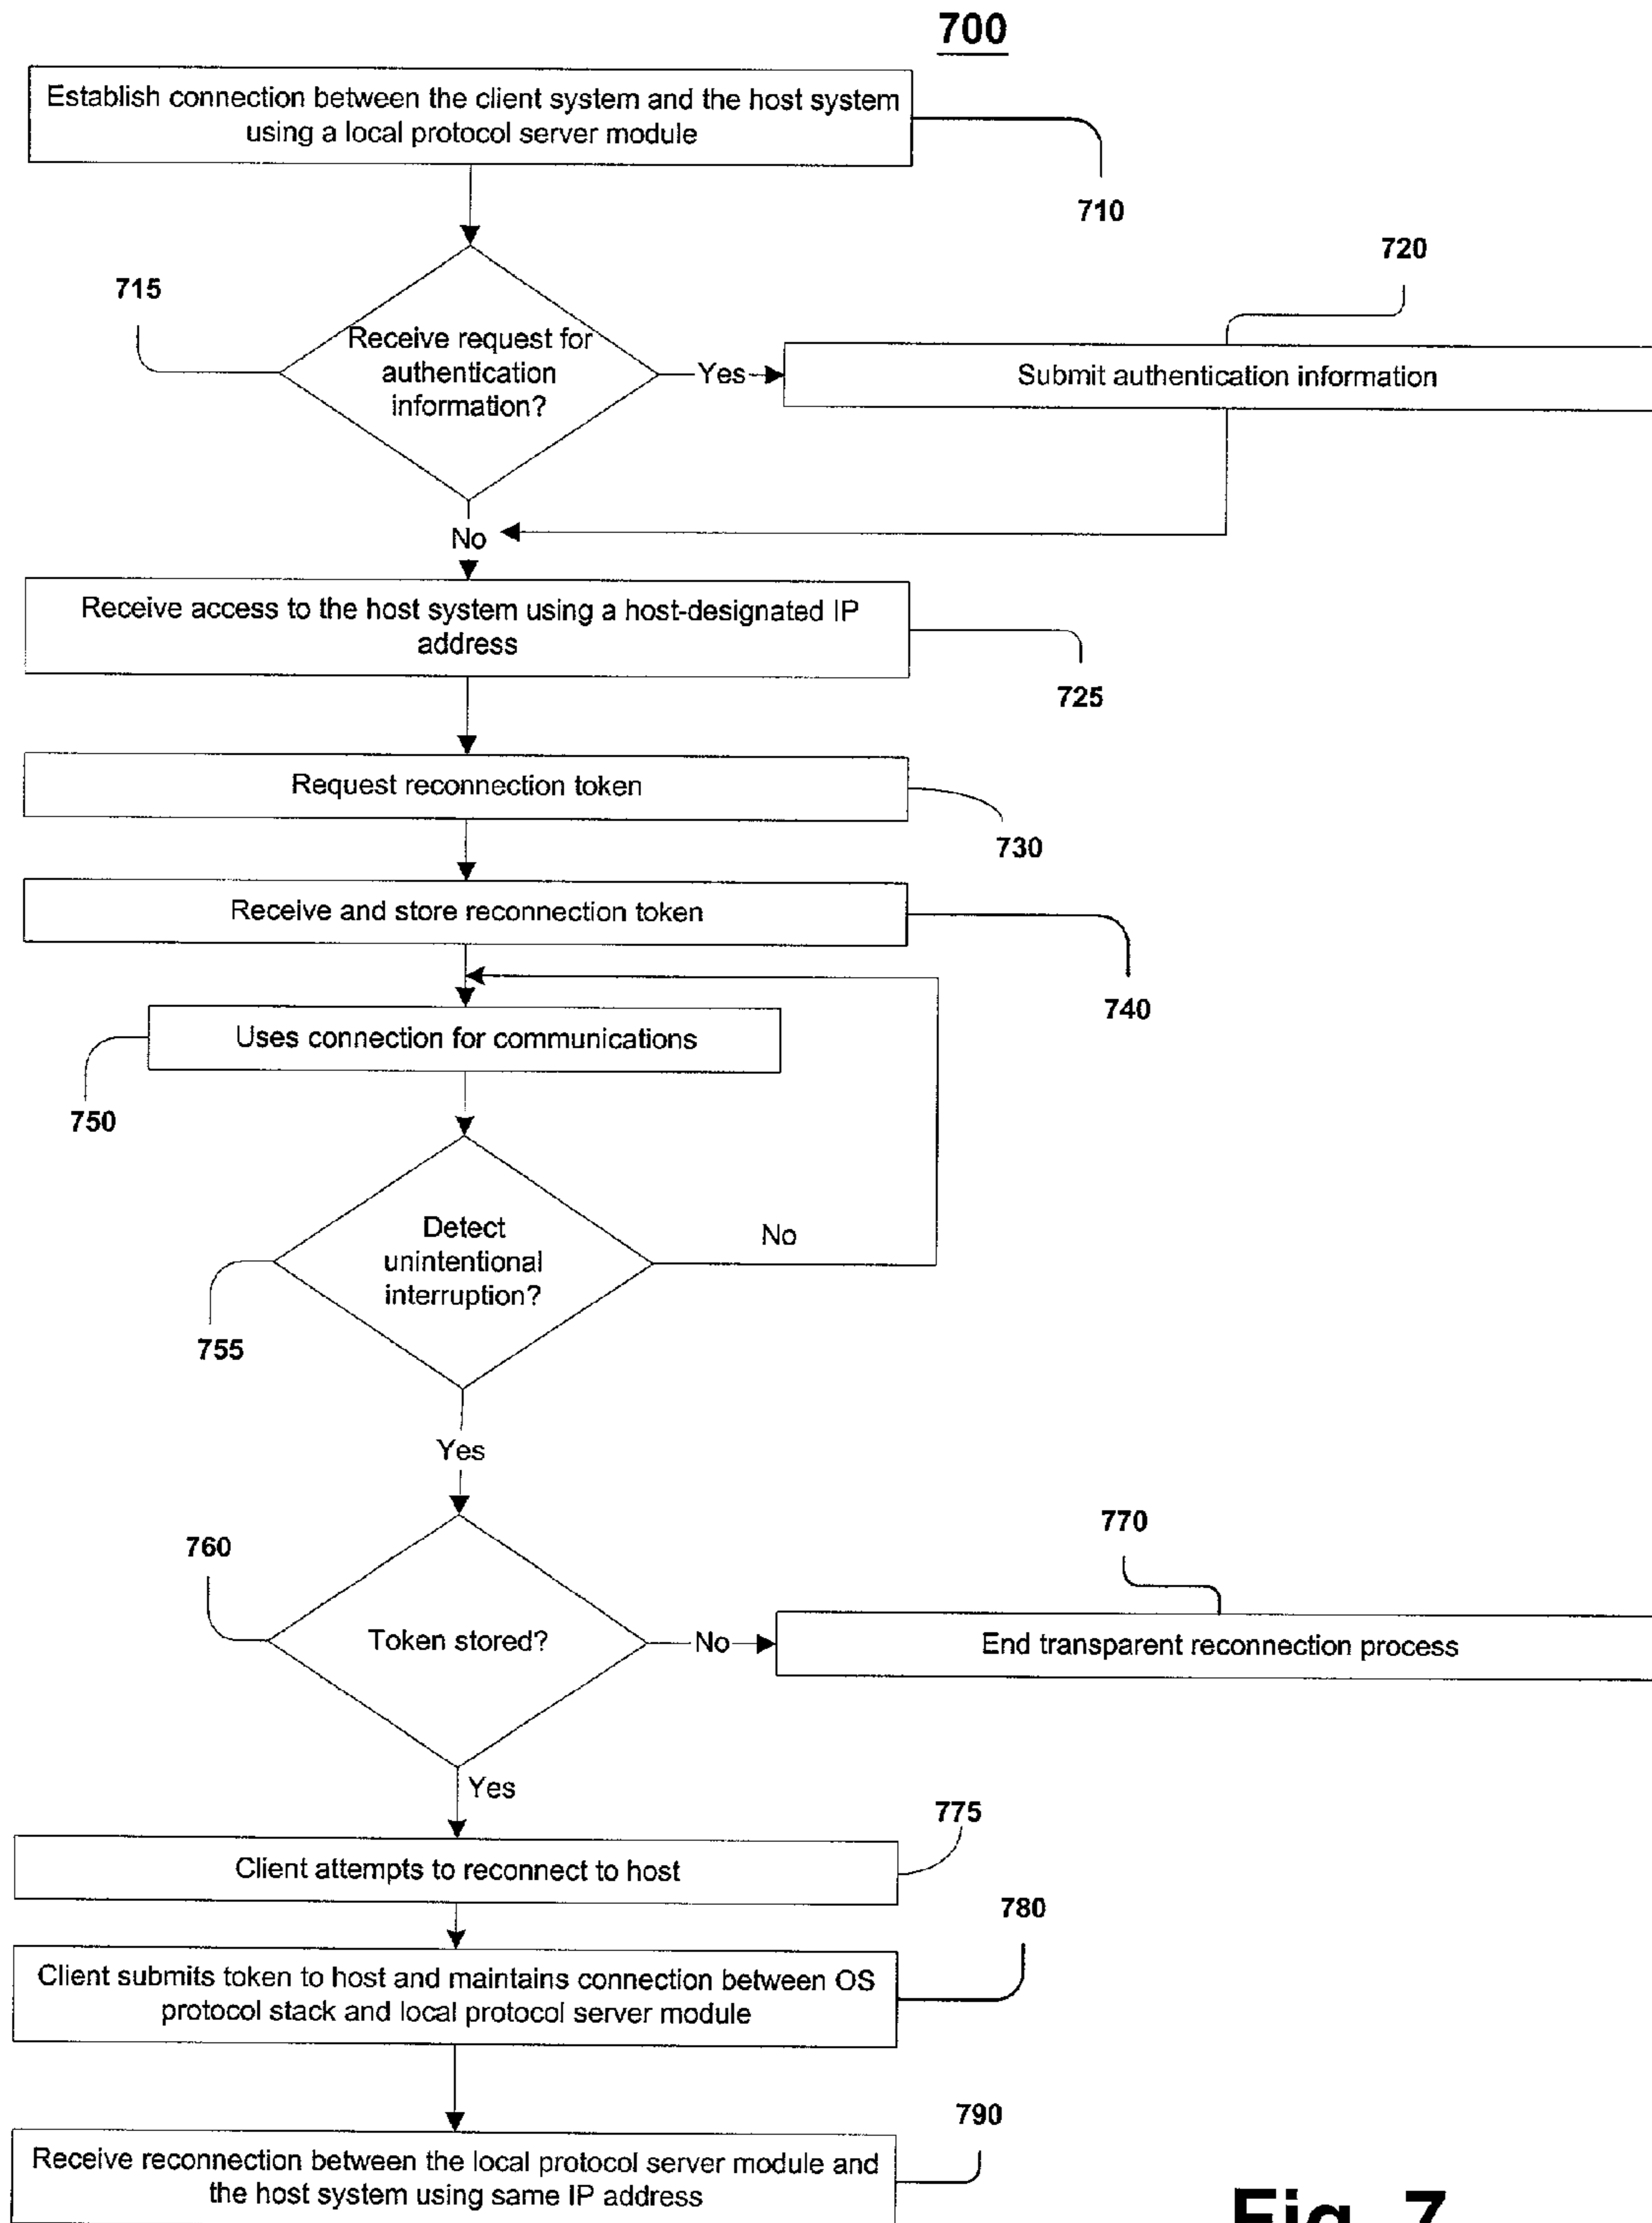 700
Establish connection between the client system and the host system
using a local protocol server module
710
720
715
Receive request for
authentication
information?
Yes
Submit authentication information
No
Receive access to the host system using a host-designated IP
address
725
Request reconnection token
730
Receive and store reconnection token
740
Uses connection for communications
750
Detect
unintentional
interruption?
No
755
Yes
760
770
Token stored?
No
End transparent reconnection process
Yes
775
Client attempts to reconnect to host
780
Client submits token to host and maintains connection between OS
protocol stack and local protocol server module
790
Receive reconnection between the local protocol server module and
the host system using same IP address
Fig. 7